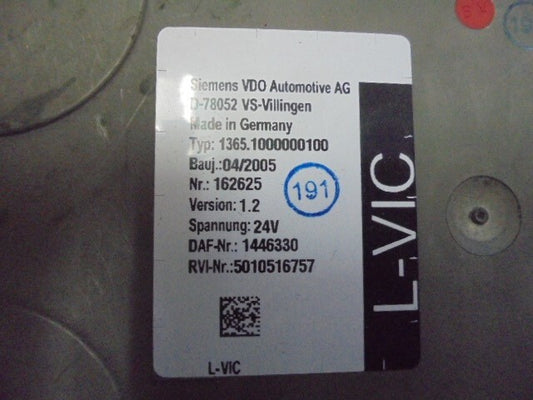 Siemens VDO Automotive AG
D-78052 VS-Villingen
Made in Germany
Typ: 1365.1000000100
Bauj.:04/2005
Nr.: 162625
191
Version: 1.2
Spannung: 24V
DAF-Nr.: 1446330
RVI-Nr.:5010516757
L-VIC
L-VIC